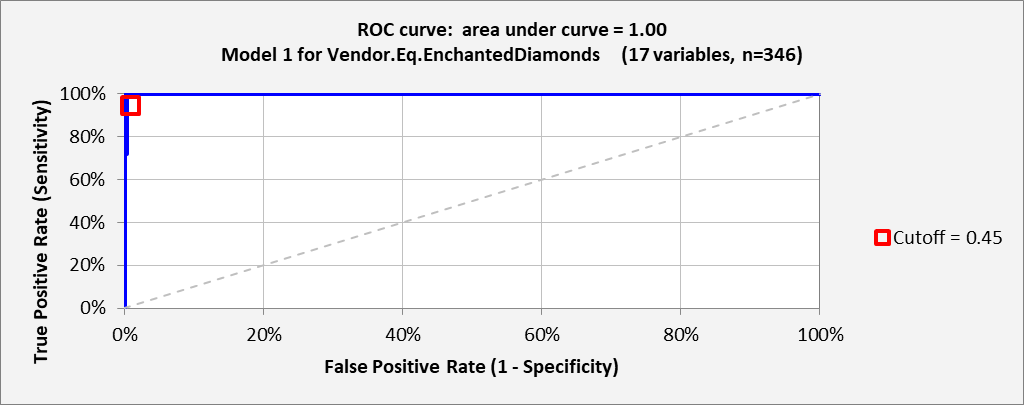 ROC curve:  area under curve = 1.00
Model 1 for Vendor.Eq.EnchantedDiamonds    (17 variables, n=346)
True Positive Rate (Sensitivity)
100%
80%
60%
40%
20%
0%
0% 20% 40% 60% 80% 100%
False Positive Rate (1 - Specificity)
Cutoff = 0.45